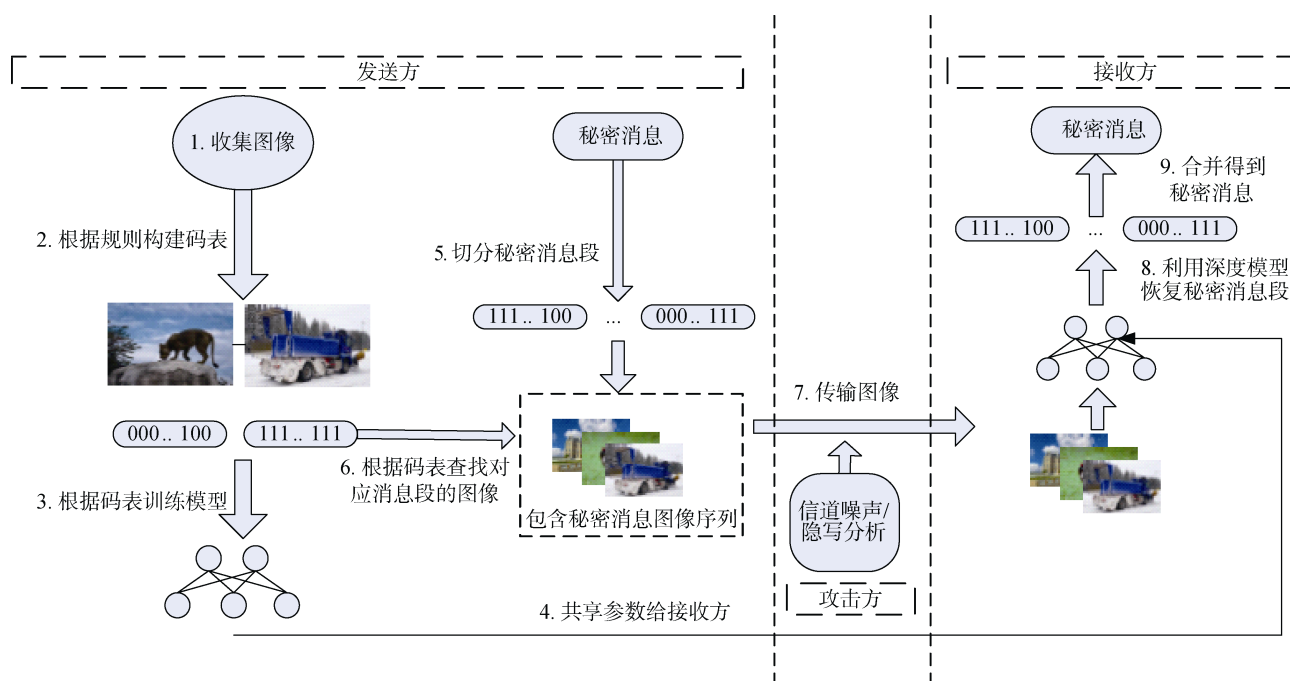 发送方
接收方
1. 收集图像
秘密消息
秘密消息
9. 合并得到
秘密消息
2. 根据规则构建码表
5. 切分秘密消息段
111 .. 100
...
000 .. 111
8. 利用深度模型
恢复秘密消息段
111 .. 100
...
000 .. 111
7. 传输图像
000 .. 100
111 .. 111
6. 根据码表查找对
应消息段的图像
3. 根据码表训练模型
包含秘密消息图像序列
信道噪声/
隐写分析
攻击方
4. 共享参数给接收方